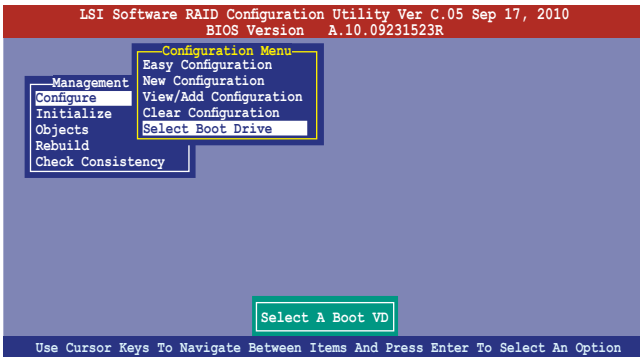 LSI Software RAID Configuration Utility Ver C.05 Sep 17, 2010
BIOS Version A.10.09231523R
Configuration Menu
Easy Configuration
New Configuration
View/Add Configuration
Clear Configuration
Select Boot Drive
Management
Configure
Initialize
Objects
Rebuild
Check Consistency
Select A Boot VD
Use Cursor Keys To Navigate Between Items And Press Enter To Select An Option